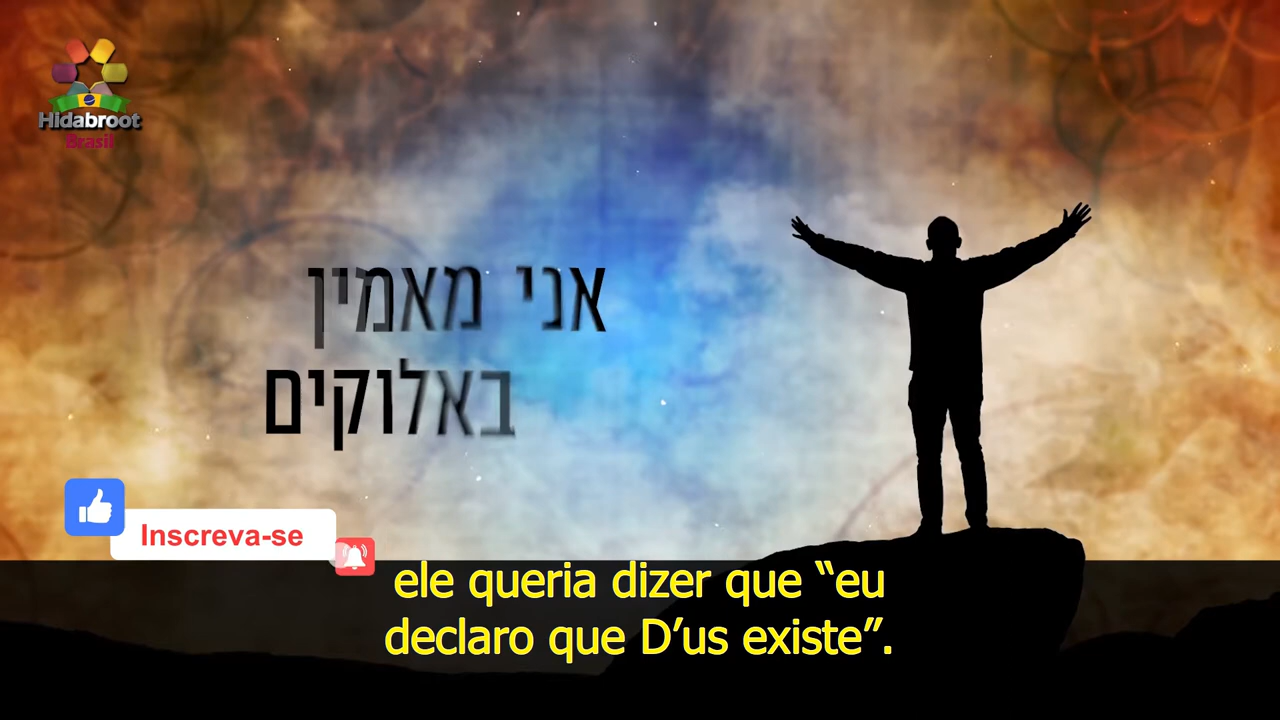 Hidabroot
Brasil
אני מאמין
באלוקים
Inscreva-se
ele queria dizer que “eu
declaro que D’us existe”.